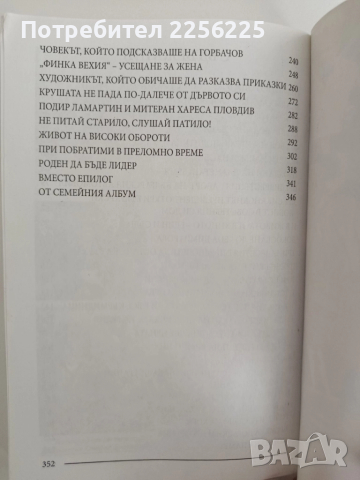 Потребител 2256225
ЧОВЕКЪТ, КОЙТО ПОДСКАЗВАШЕ НА ГОРБАЧОВ 240
„ФИНКА ВЕХИЯ" – УСЕЩАНЕ ЗА ЖЕНА 248
ХУДОЖНИКЪТ, КОЙТО ОБИЧАШЕ ДА РАЗКАЗВА ПРИКАЗКИ 260
КРУШАТА НЕ ПАДА ПО-ДАЛЕЧЕ ОТ ДЪРВОТО СИ 272
ПОДИР ЛАМАРТИН И МИТЕРАН ХАРЕСА ПЛОВДИВ 282
НЕ ПИТАЙ СТАРИЛО, СЛУШАЙ ПАТИЛО! 288
ЖИВОТ НА ВИСОКИ ОБОРОТИ 292
ПРИ ПОБРАТИМИ В ПРЕЛОМНО ВРЕМЕ 302
РОДЕН ДА БЪДЕ ЛИДЕР 318
ВМЕСТО ЕПИЛОГ 341
ОТ СЕМЕЙНИЯ АЛБУМ 346
352
BAZAR